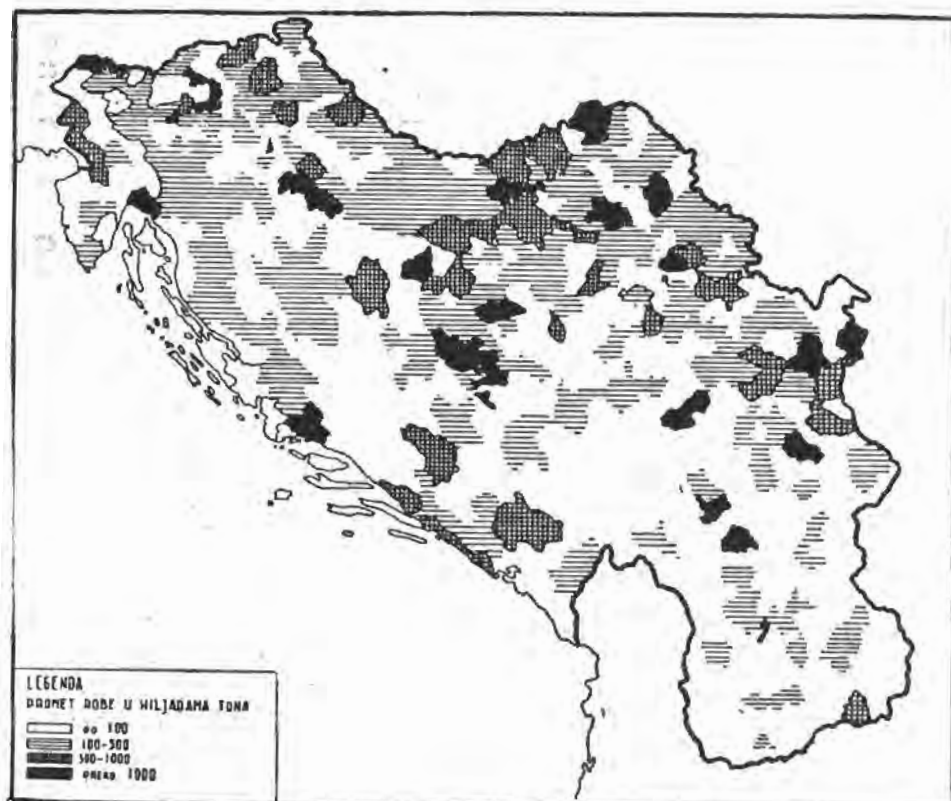 LEGENDA
PROMET ROBE U HILJADAMA TONA
do 100
100-500
500-1000
preko 1000